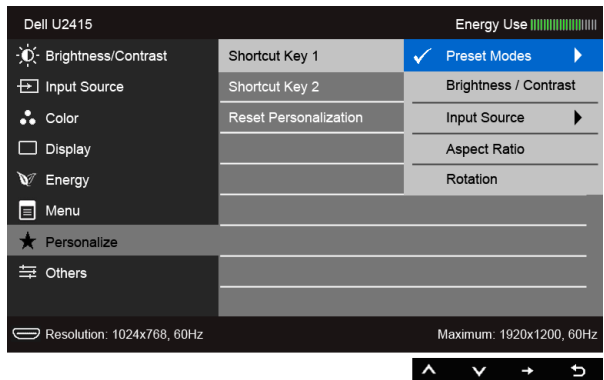 Dell U2415 Energy Use
Brightness/Contrast Shortcut Key 1 Preset Modes
Input Source Shortcut Key 2 Brightness / Contrast
Color Reset Personalization Input Source
Display Aspect Ratio
Energy Rotation
Menu
Personalize
Others
Resolution: 1024x768, 60Hz Maximum: 1920x1200, 60Hz